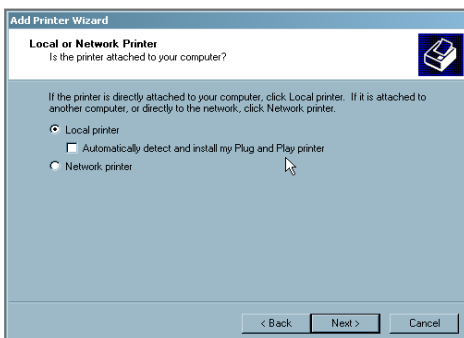 Add Printer Wizard
Local or Network Printer
Is the printer attached to your computer?
If the printer is directly attached to your computer, click Local printer. If it is attached to
another computer, or directly to the network, click Network printer.
Local printer
Automatically detect and install my Plug and Play printer
Network printer
< Back Next > Cancel